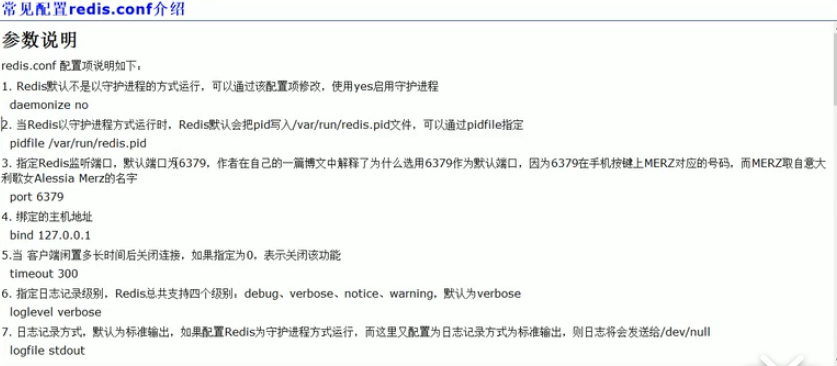 常见配置redis.conf介绍
参数说明
redis.conf 配置项说明如下：
1. Redis默认不是以守护进程的方式运行，可以通过该配置项修改，使用yes启用守护进程
daemonize no
2. 当Redis以守护进程方式运行时，Redis默认会把pid写入/var/run/redis.pid文件，可以通过pidfile指定
pidfile /var/run/redis.pid
3. 指定Redis监听端口，默认端口为6379，作者在自己的一篇博文中解释了为什么选用6379作为默认端口，因为6379在手机按键上MERZ对应的号码，而MERZ取自意大
利歌女Alessia Merz的名字
port 6379
4. 绑定的主机地址
bind 127.0.0.1
5.当 客户端闲置多长时间后关闭连接，如果指定为0，表示关闭该功能
timeout 300
6. 指定日志记录级别，Redis总共支持四个级别：debug、verbose、notice、warning，默认为verbose
loglevel verbose
7. 日志记录方式，默认为标准输出，如果配置Redis为守护进程方式运行，而这里又配置为日志记录方式为标准输出，则日志将会发送给/dev/null
logfile stdout